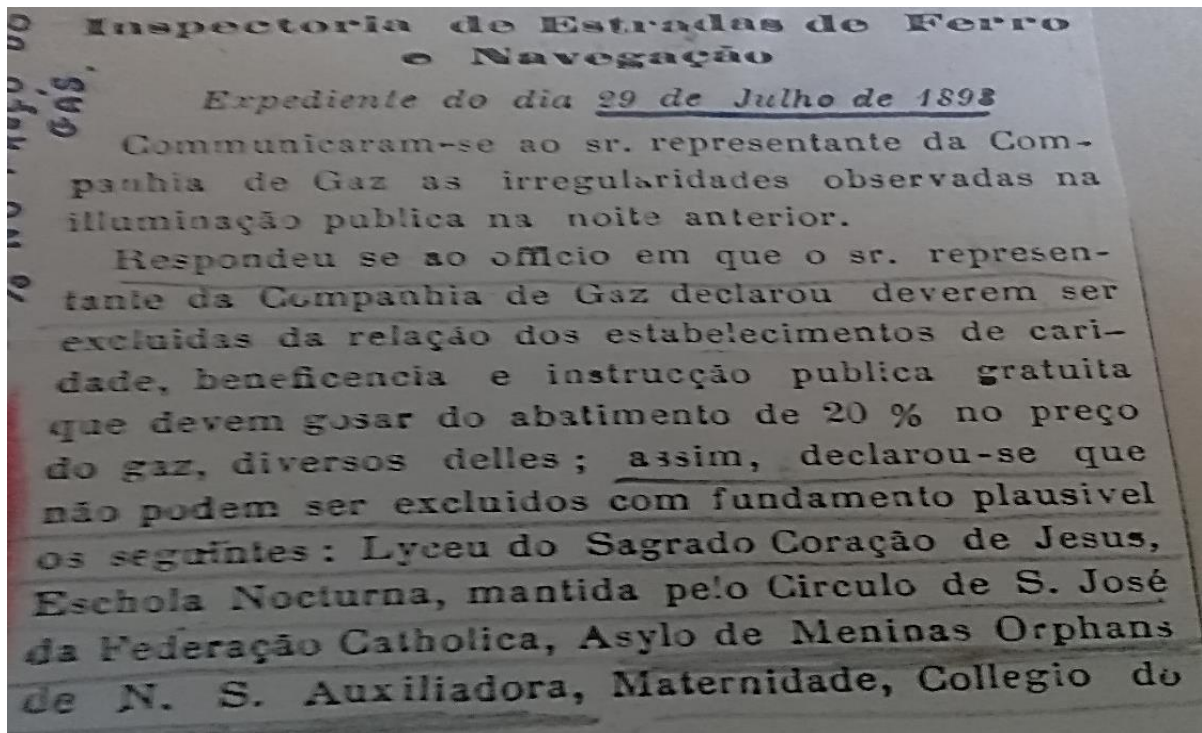 Inspectoria de Estradas de Ferro
e Navegação
Expediente do dia 29 de Julho de 1898
Communicaram-se ao sr. representante da Com-
panhia de Gaz as irregularidades observadas na
illuminação publica na noite anterior.
Respondeu se ao officio em que o sr. represen-
tante da Companhia de Gaz declarou deverem ser
excluidas da relação dos estabelecimentos de cari-
dade, beneficencia e instrucção publica gratuita
que devem gosar do abatimento de 20 % no preço
do gaz, diversos delles; assim, declarou-se que
não podem ser excluidos com fundamento plausivel
os seguintes: Lyceu do Sagrado Coração de Jesus,
Eschola Nocturna, mantida pelo Circulo de S. José
da Federação Catholica, Asylo de Meninas Orphans
de N. S. Auxiliadora, Maternidade, Collegio do
GÁS.